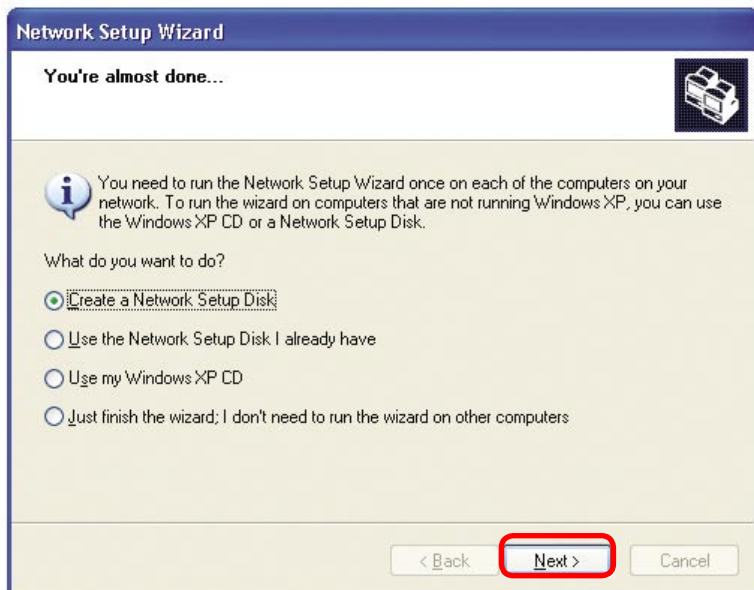 Network Setup Wizard
You're almost done...
You need to run the Network Setup Wizard once on each of the computers on your
network. To run the wizard on computers that are not running Windows XP, you can use
the Windows XP CD or a Network Setup Disk.
What do you want to do?
Create a Network Setup Disk
Use the Network Setup Disk I already have
Use my Windows XP CD
Just finish the wizard; I don't need to run the wizard on other computers
< Back Next > Cancel